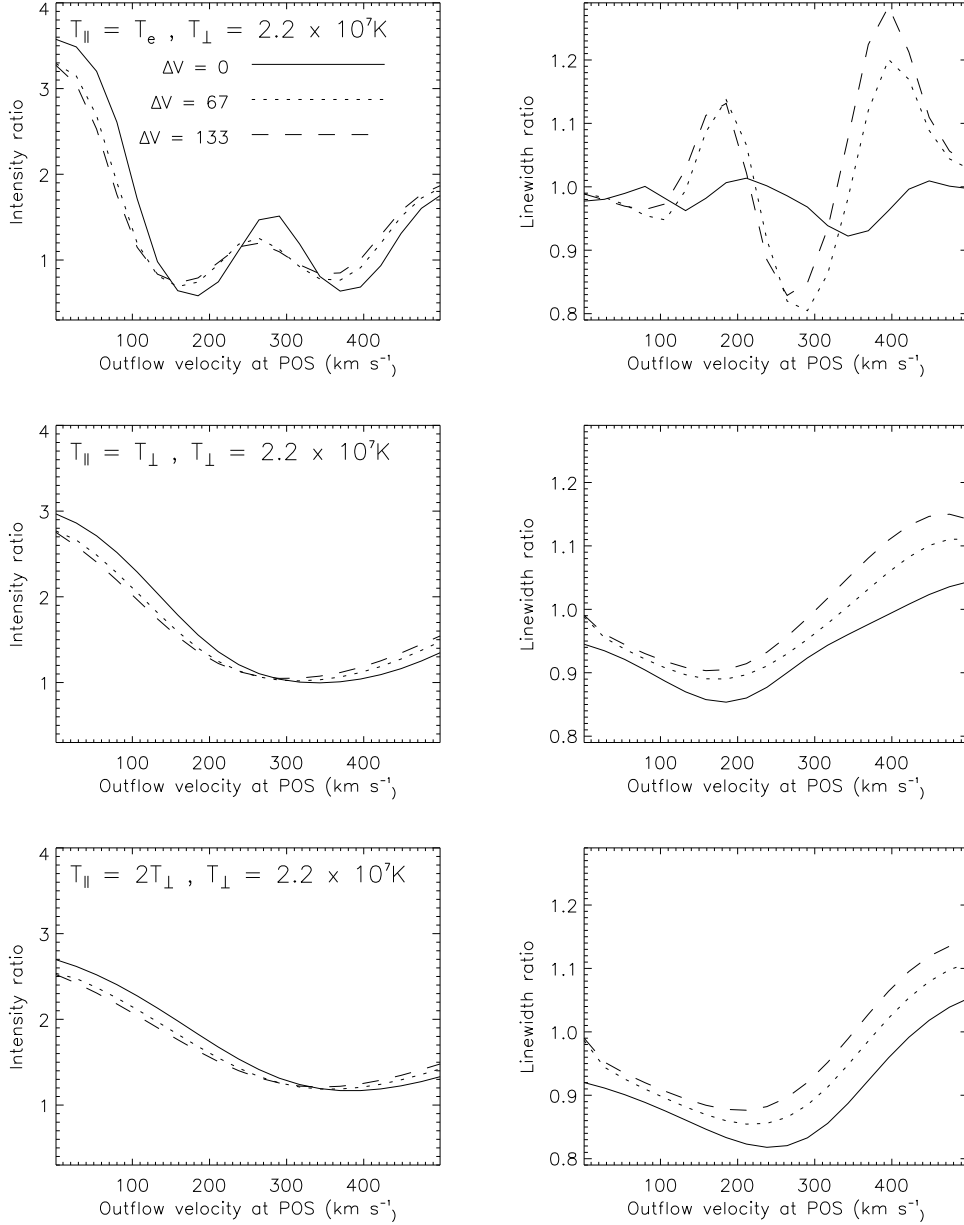 T∥ = Te , T⊥ = 2.2 x 10⁷K
ΔV = 0
ΔV = 67
ΔV = 133
4
3
2
1
Intensity ratio
100 200 300 400
Outflow velocity at POS (km s⁻¹)
1.2
1.1
1.0
0.9
0.8
Linewidth ratio
100 200 300 400
Outflow velocity at POS (km s⁻¹)
T∥ = T⊥ , T⊥ = 2.2 x 10⁷K
4
3
2
1
Intensity ratio
100 200 300 400
Outflow velocity at POS (km s⁻¹)
1.2
1.1
1.0
0.9
0.8
Linewidth ratio
100 200 300 400
Outflow velocity at POS (km s⁻¹)
T∥ = 2T⊥ , T⊥ = 2.2 x 10⁷K
4
3
2
1
Intensity ratio
100 200 300 400
Outflow velocity at POS (km s⁻¹)
1.2
1.1
1.0
0.9
0.8
Linewidth ratio
100 200 300 400
Outflow velocity at POS (km s⁻¹)